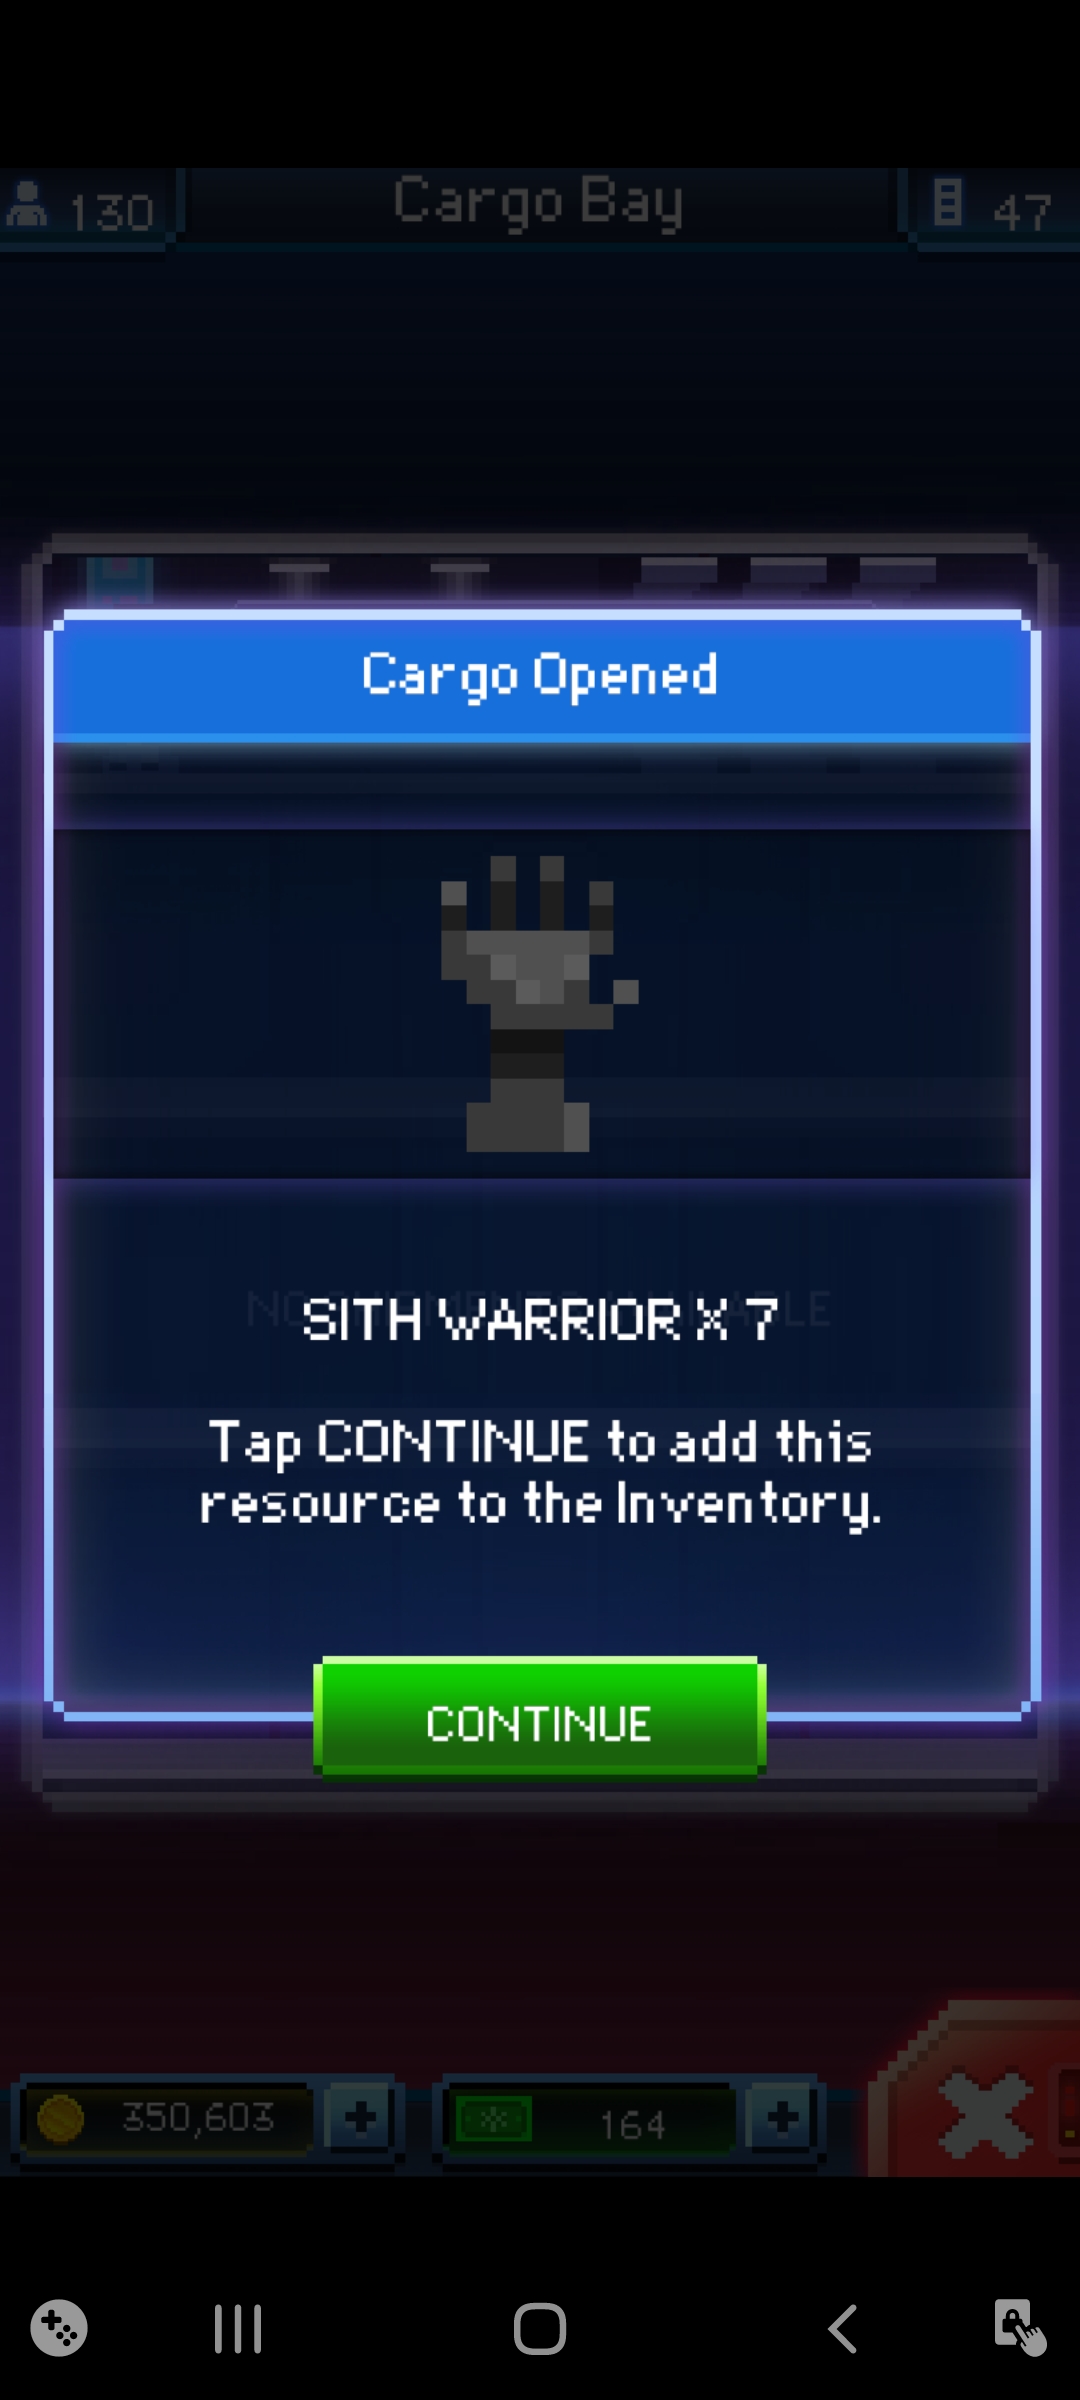 130
Cargo Bay
47
Cargo Opened
SITH WARRIOR X 7
Tap CONTINUE to add this
resource to the Inventory.
CONTINUE
350,603
164